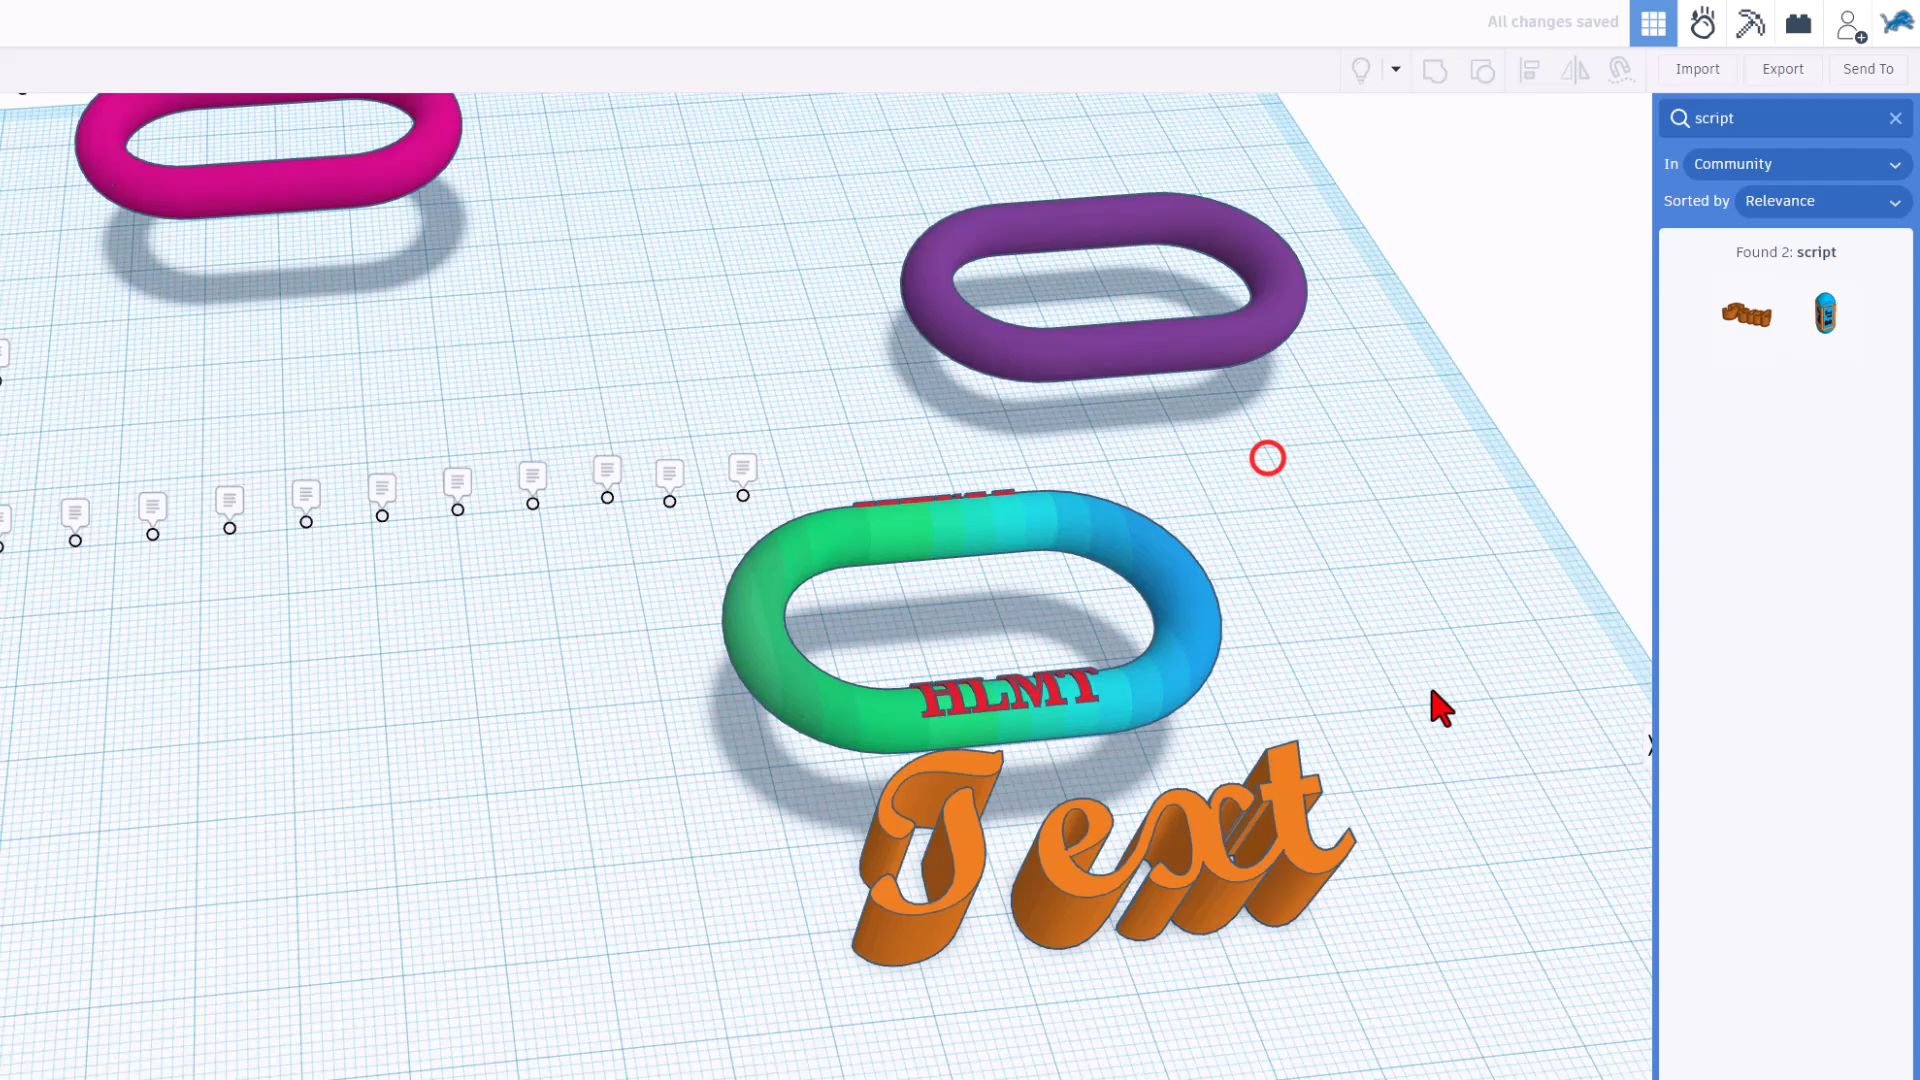 All changes saved
Import
Export
Send To
script
In Community
Sorted by Relevance
Found 2: script
HLMT
Text